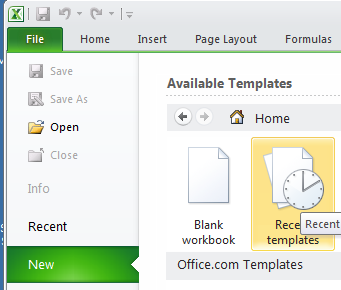 File Home Insert Page Layout Formulas
Save
Save As
Open
Close
Info
Recent
New
Available Templates
Home
Blank workbook
templates
Recent
Office.com Templates